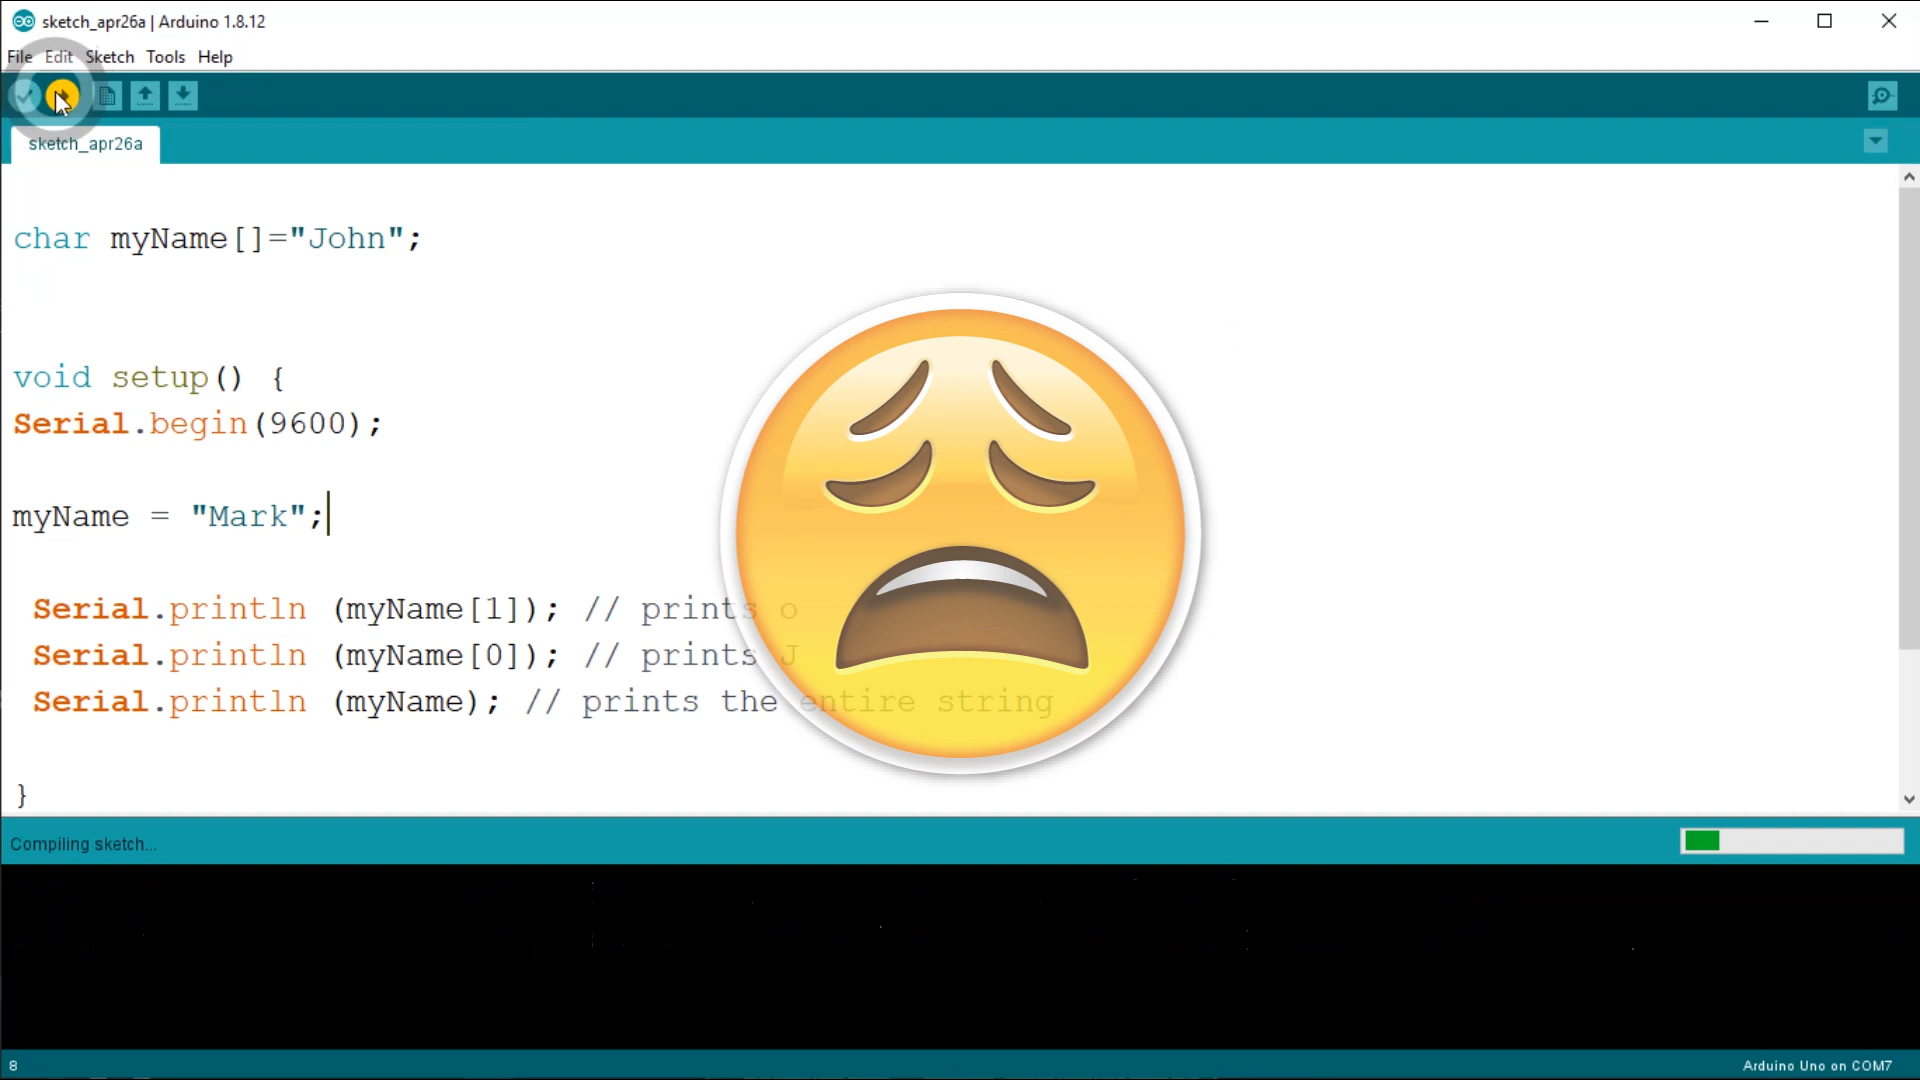 sketch_apr26a | Arduino 1.8.12
File Edit Sketch Tools Help
sketch_apr26a
char myName[]="John";
void setup() {
Serial.begin(9600);
myName = "Mark";
Serial.println (myName[1]); // prints o
Serial.println (myName[0]); // prints J
Serial.println (myName); // prints the entire string
}
Compiling sketch...
8
Arduino Uno on COM7